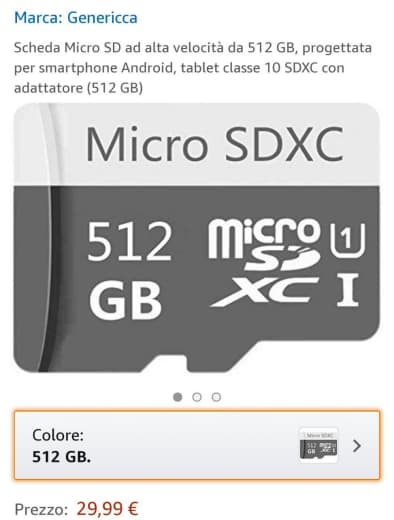 Marca: Genericca
Scheda Micro SD ad alta velocità da 512 GB, progettata
per smartphone Android, tablet classe 10 SDXC con
adattatore (512 GB)
Micro SDXC
512
GB
micro
SD
XC I
U1
Colore:
512 GB.
Micro SDXC
512
GB
Prezzo: 29,99 €